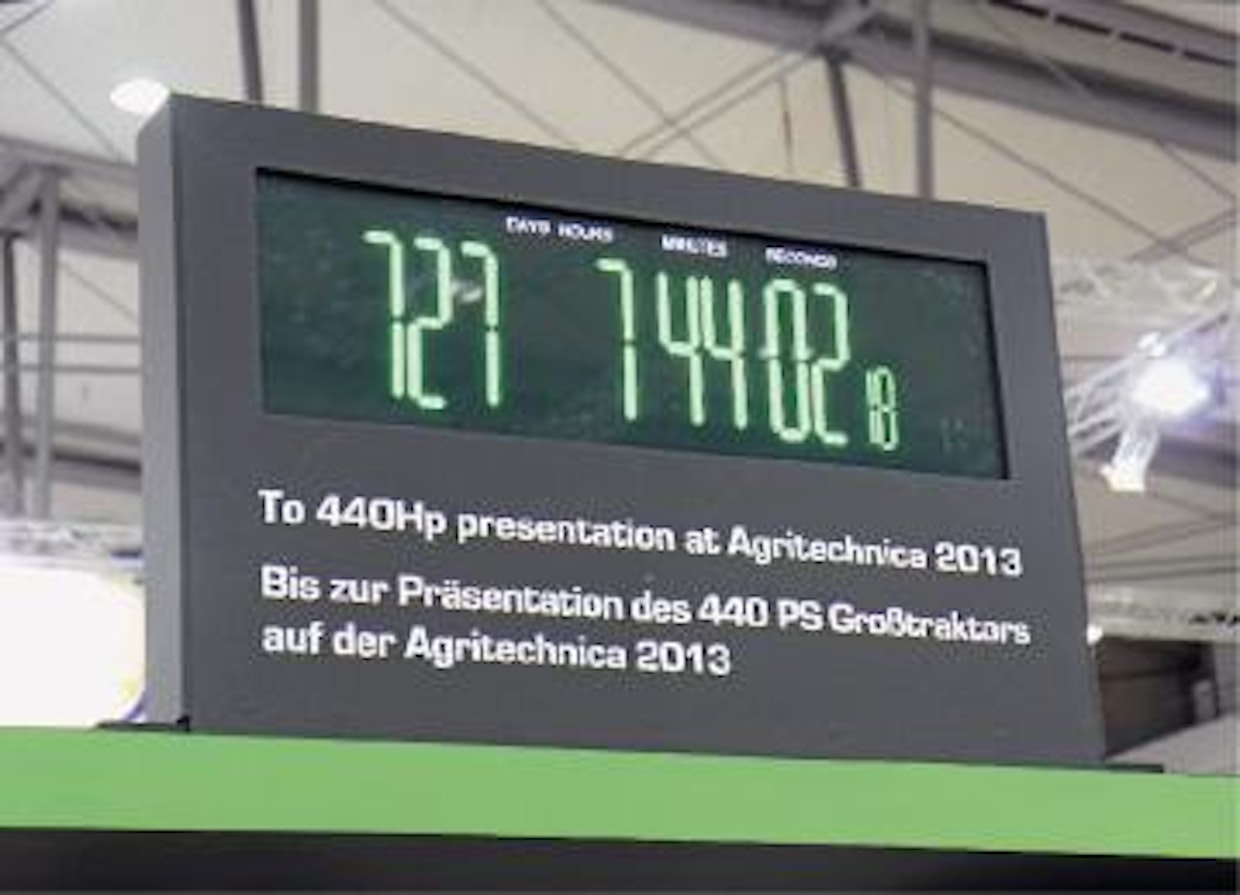 DAYS HOURS MINUTES SECONDS
727 7 44 02 18
To 440Hp presentation at Agritechnica 2013
Bis zur Präsentation des 440 PS Großtraktors
auf der Agritechnica 2013